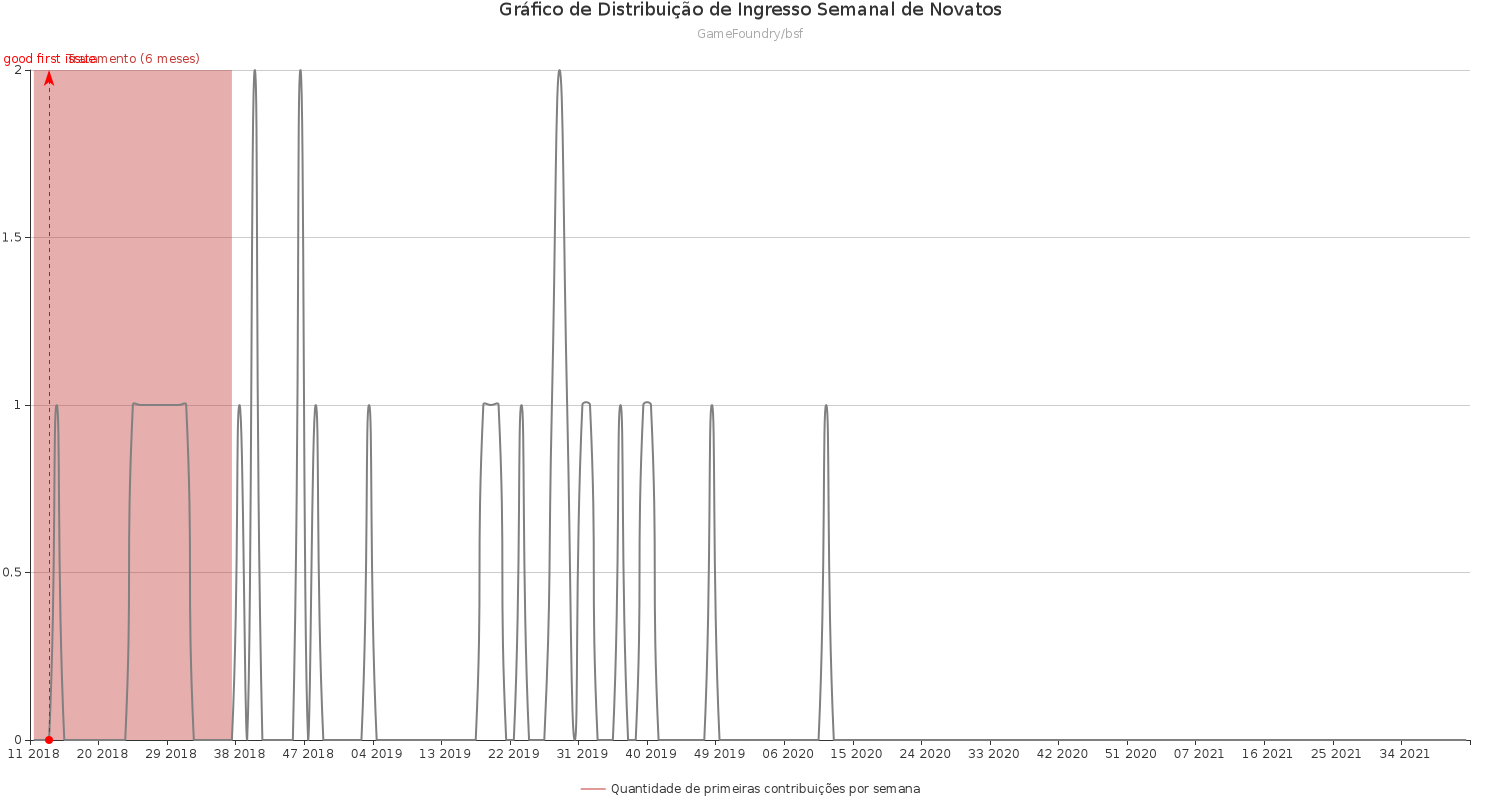 Gráfico de Distribuição de Ingresso Semanal de Novatos
GameFoundry/bsf
good first issue
Tratamento (6 meses)
2
1.5
1
0.5
0
11 2018 20 2018 29 2018 38 2018 47 2018 04 2019 13 2019 22 2019 31 2019 40 2019 49 2019 06 2020 15 2020 24 2020 33 2020 42 2020 51 2020 07 2021 16 2021 25 2021 34 2021
Quantidade de primeiras contribuições por semana